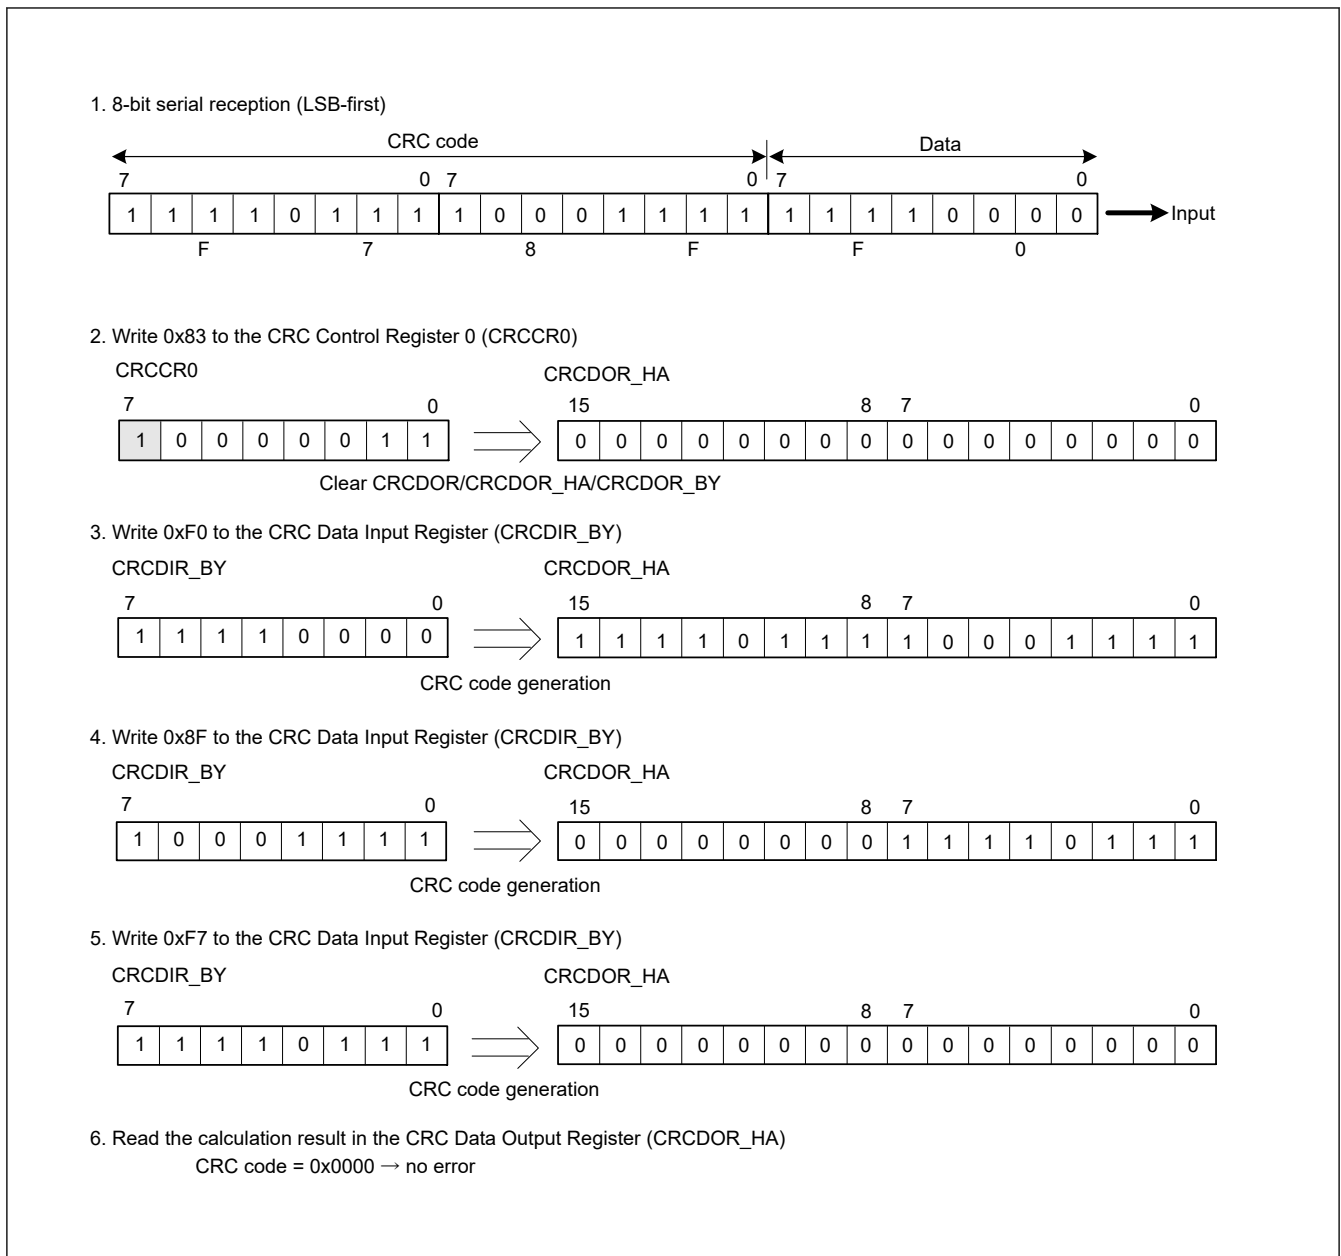 1. 8-bit serial reception (LSB-first)
CRC code Data
7 0 7 0 7 0
1 1 1 1 0 1 1 1 1 0 0 0 1 1 1 1 1 1 1 1 0 0 0 0 Input
F 7 8 F F 0
2. Write 0x83 to the CRC Control Register 0 (CRCCR0)
CRCCR0 CRCDOR_HA
7 0 15 8 7 0
1 0 0 0 0 0 1 1 0 0 0 0 0 0 0 0 0 0 0 0 0 0 0 0
Clear CRCDOR/CRCDOR_HA/CRCDOR_BY
3. Write 0xF0 to the CRC Data Input Register (CRCDIR_BY)
CRCDIR_BY CRCDOR_HA
7 0 15 8 7 0
1 1 1 1 0 0 0 0 1 1 1 1 0 1 1 1 1 0 0 0 1 1 1 1
CRC code generation
4. Write 0x8F to the CRC Data Input Register (CRCDIR_BY)
CRCDIR_BY CRCDOR_HA
7 0 15 8 7 0
1 0 0 0 1 1 1 1 0 0 0 0 0 0 0 0 1 1 1 1 0 1 1 1
CRC code generation
5. Write 0xF7 to the CRC Data Input Register (CRCDIR_BY)
CRCDIR_BY CRCDOR_HA
7 0 15 8 7 0
1 1 1 1 0 1 1 1 0 0 0 0 0 0 0 0 0 0 0 0 0 0 0 0
CRC code generation
6. Read the calculation result in the CRC Data Output Register (CRCDOR_HA)
CRC code = 0x0000 → no error